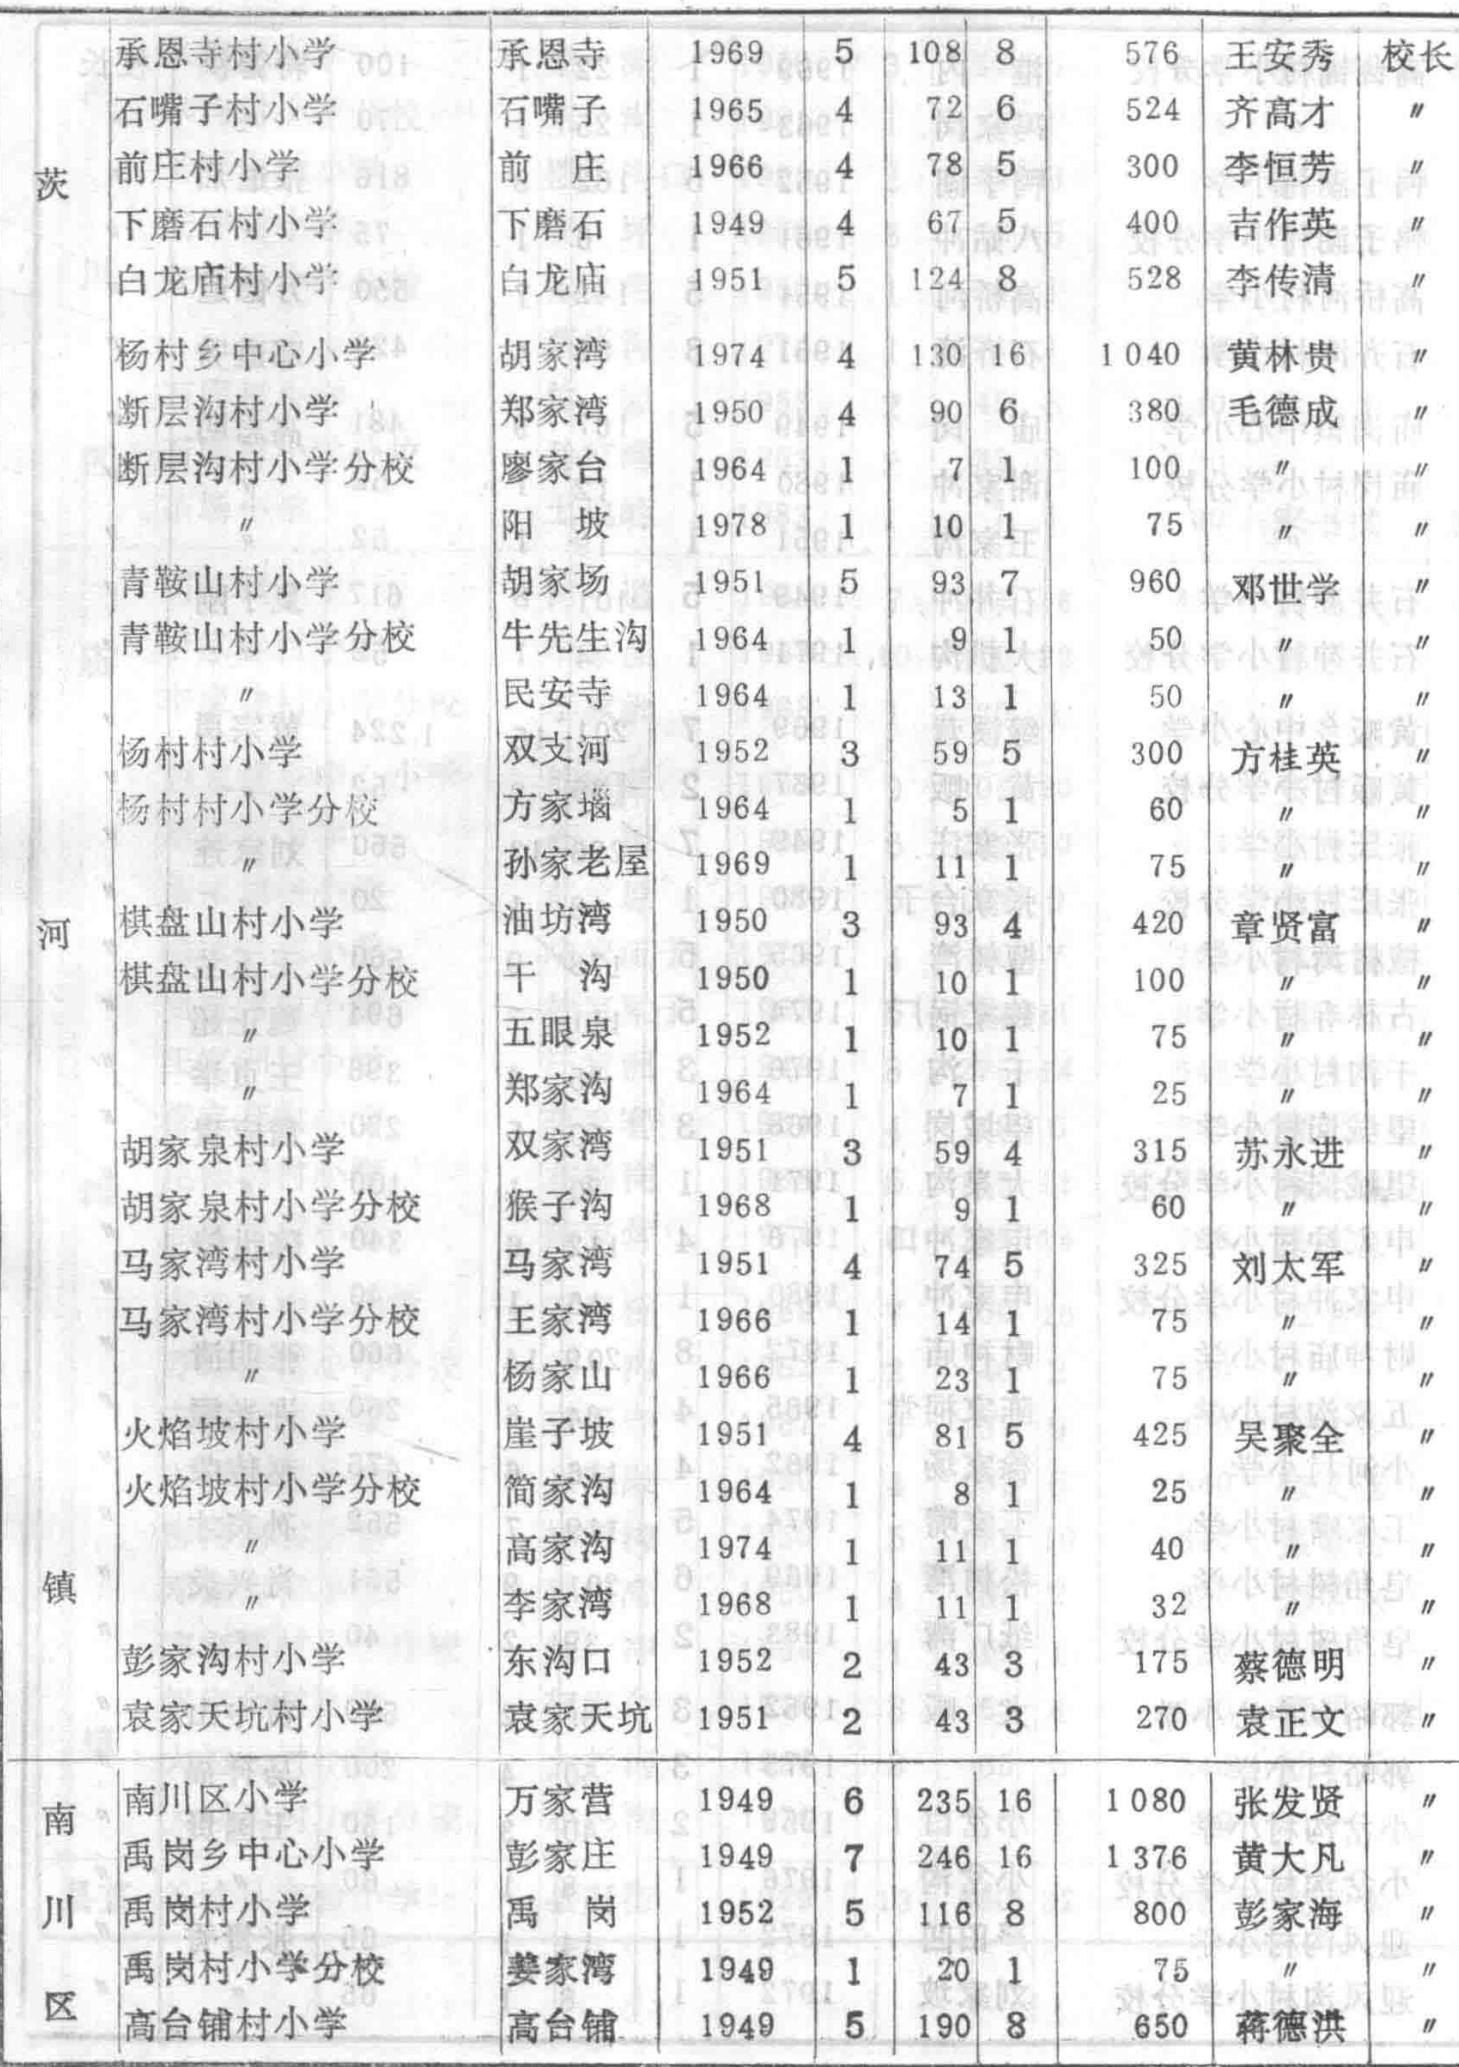 承恩寺村小学 承恩寺 1969 5 108 8 576 王安秀 校长
石嘴子村小学 石嘴子 1965 4 72 6 524 齐高才 〃
茨 前庄村小学 前 庄 1966 4 78 5 300 李恒芳 〃
下磨石村小学 下磨石 1949 4 67 5 400 吉作英 〃
白龙庙村小学 白龙庙 1951 5 124 8 528 李传清 〃
杨村乡中心小学 胡家湾 1974 4 130 16 1040 黄林贵 〃
断层沟村小学 郑家湾 1950 4 90 6 380 毛德成 〃
断层沟村小学分校 廖家台 1964 1 7 1 100 〃 〃
〃 阳 坡 1978 1 10 1 75 〃 〃
青鞍山村小学 胡家场 1951 5 93 7 960 邓世学 〃
青鞍山村小学分校 牛先生沟 1964 1 9 1 50 〃 〃
〃 民安寺 1964 1 13 1 50 〃 〃
杨村村小学 双支河 1952 3 59 5 300 方桂英 〃
杨村村小学分校 方家堖 1964 1 5 1 60 〃 〃
〃 孙家老屋 1969 1 11 1 75 〃 〃
河 棋盘山村小学 油坊湾 1950 3 93 4 420 章贤富 〃
棋盘山村小学分校 干 沟 1950 1 10 1 100 〃 〃
〃 五眼泉 1952 1 10 1 75 〃 〃
〃 郑家沟 1964 1 7 1 25 〃 〃
胡家泉村小学 双家湾 1951 3 59 4 315 苏永进 〃
胡家泉村小学分校 猴子沟 1968 1 9 1 60 〃 〃
马家湾村小学 马家湾 1951 4 74 5 325 刘太军 〃
马家湾村小学分校 王家湾 1966 1 14 1 75 〃 〃
〃 杨家山 1966 1 23 1 75 〃 〃
火焰坡村小学 崖子坡 1951 4 81 5 425 吴聚全 〃
火焰坡村小学分校 简家沟 1964 1 8 1 25 〃 〃
〃 高家沟 1974 1 11 1 40 〃 〃
镇 〃 李家湾 1968 1 11 1 32 〃 〃
彭家沟村小学 东沟口 1952 2 43 3 175 蔡德明 〃
袁家天坑村小学 袁家天坑 1951 2 43 3 270 袁正文 〃
南 南川区小学 万家营 1949 6 235 16 1080 张发贤 〃
禹岗乡中心小学 彭家庄 1949 7 246 16 1376 黄大凡 〃
川 禹岗村小学 禹 岗 1952 5 116 8 800 彭家海 〃
禹岗村小学分校 姜家湾 1949 1 20 1 75 〃 〃
区 高台铺村小学 高台铺 1949 5 190 8 650 蒋德洪 〃